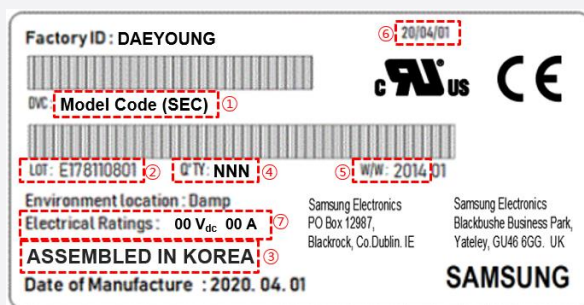 Factory ID : DAEYOUNG
⑥ 20/04/01
c RU US CE
DVC : Model Code (SEC) ①
LOT : E178110801 ② Q'TY : NNN ④ ⑤ W/W : 2014 01
Environment location : Damp
Electrical Ratings : 00 Vdc 00 A ⑦
ASSEMBLED IN KOREA ③
Date of Manufacture : 2020. 04. 01
Samsung Electronics
PO Box 12987,
Blackrock, Co.Dublin. IE
Samsung Electronics
Blackbushe Business Park,
Yateley, GU46 6GG. UK
SAMSUNG